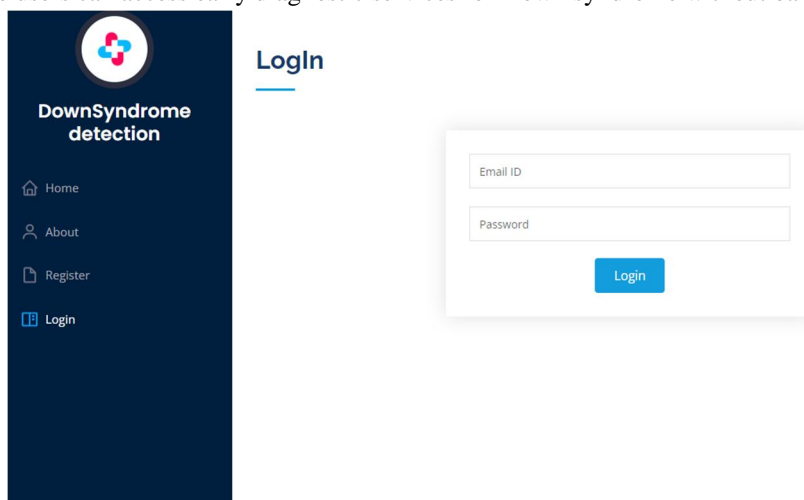 LogIn
DownSyndrome
detection
Home
About
Register
Login
Email ID
Password
Login